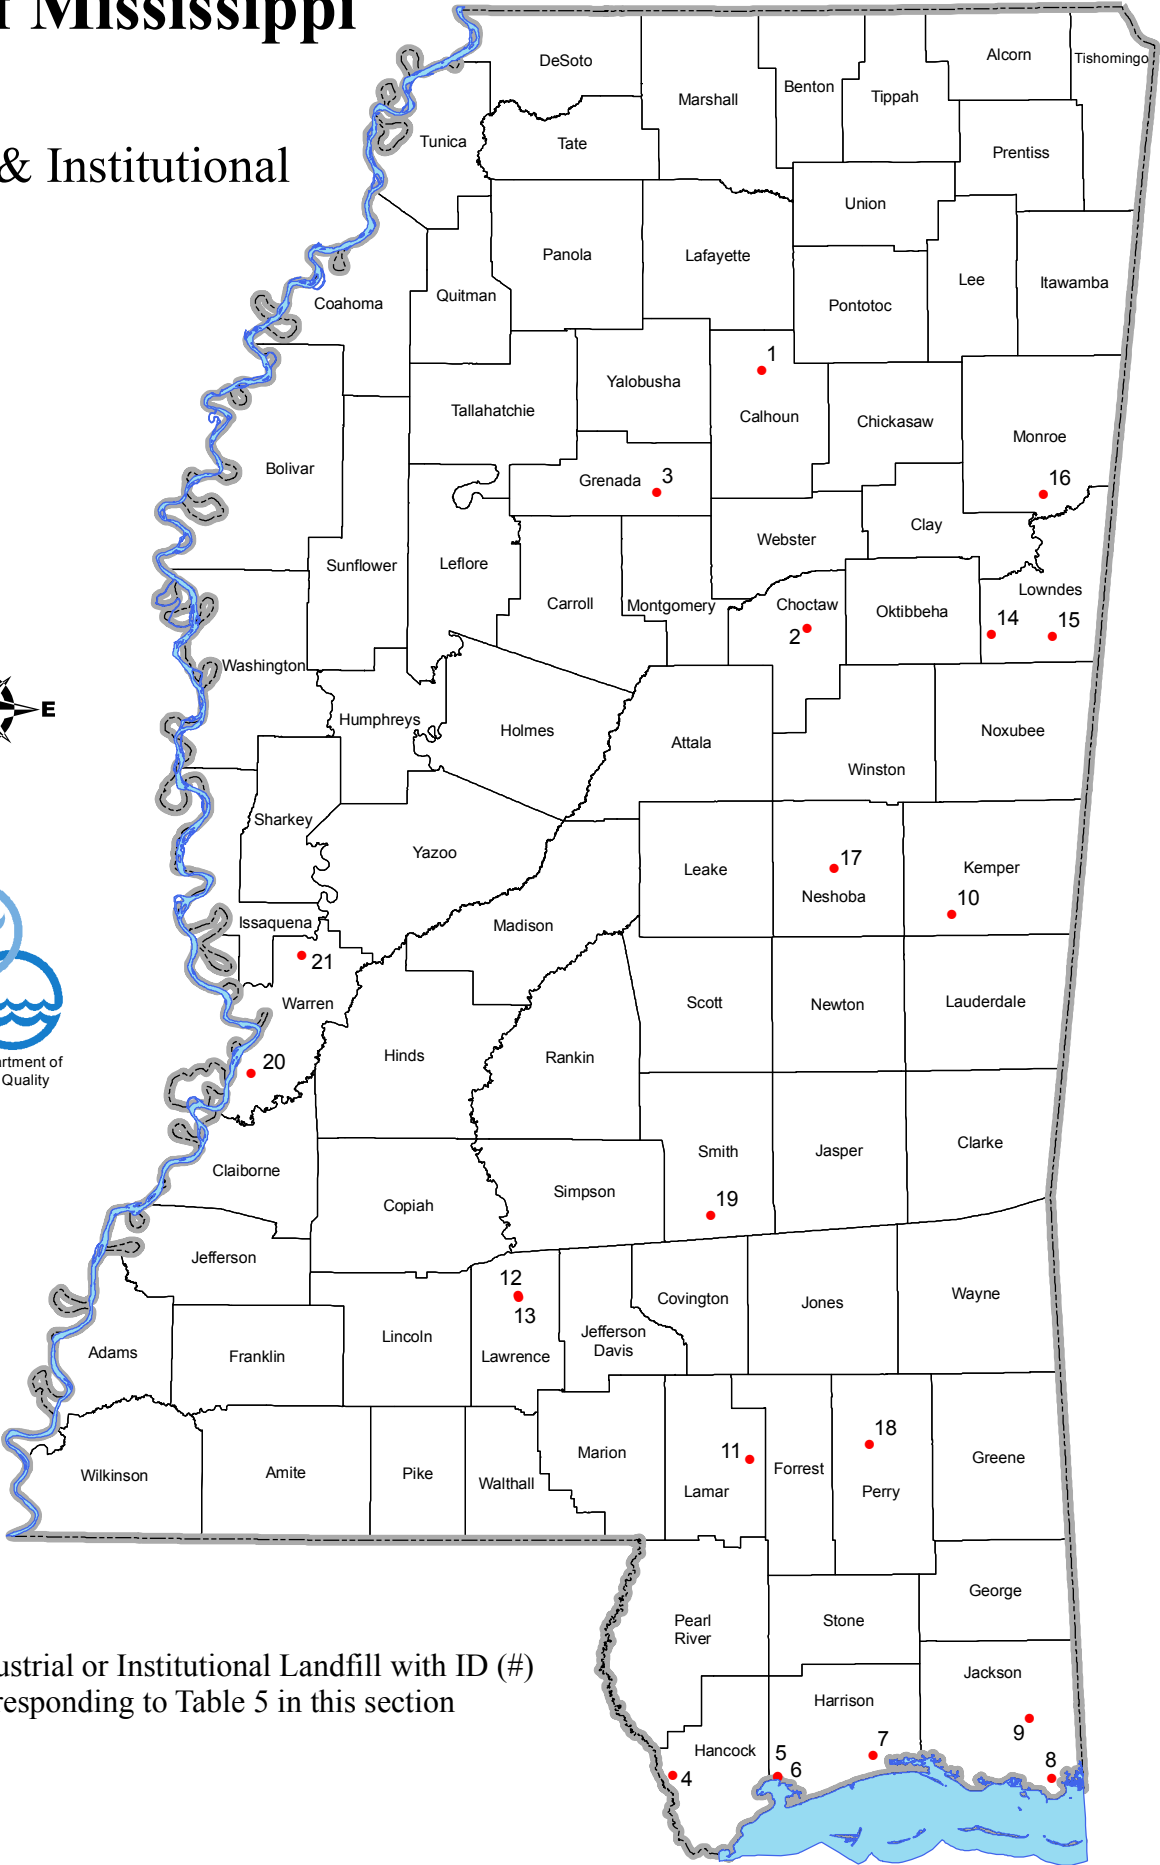 f Mississippi
& Institutional
DeSoto
Alcorn
Tishomingo
Benton
Marshall
Tippah
Tunica
Tate
Prentiss
Union
Panola
Lafayette
Lee
Itawamba
Quitman
Coahoma
Pontotoc
1
Yalobusha
Tallahatchie
Calhoun
Chickasaw
Monroe
Bolivar
Grenada
3
16
Clay
Webster
Sunflower
Leflore
Lowndes
Carroll
Montgomery
Choctaw
Oktibbeha
2
14
15
Washington
E
Humphreys
Holmes
Attala
Noxubee
Winston
Sharkey
Yazoo
Leake
17
Kemper
Neshoba
10
Issaquena
Madison
21
Warren
Scott
Newton
Lauderdale
Hinds
Rankin
20
rtment of
Quality
Smith
Jasper
Clarke
Claiborne
Simpson
Copiah
19
Jefferson
12
13
Covington
Jones
Wayne
Lincoln
Jefferson
Davis
Adams
Franklin
Lawrence
18
Marion
11
Greene
Forrest
Wilkinson
Amite
Pike
Walthall
Lamar
Perry
George
Pearl
River
Stone
ustrial or Institutional Landfill with ID (#)
responding to Table 5 in this section
Jackson
Harrison
9
Hancock
5
7
6
4
8